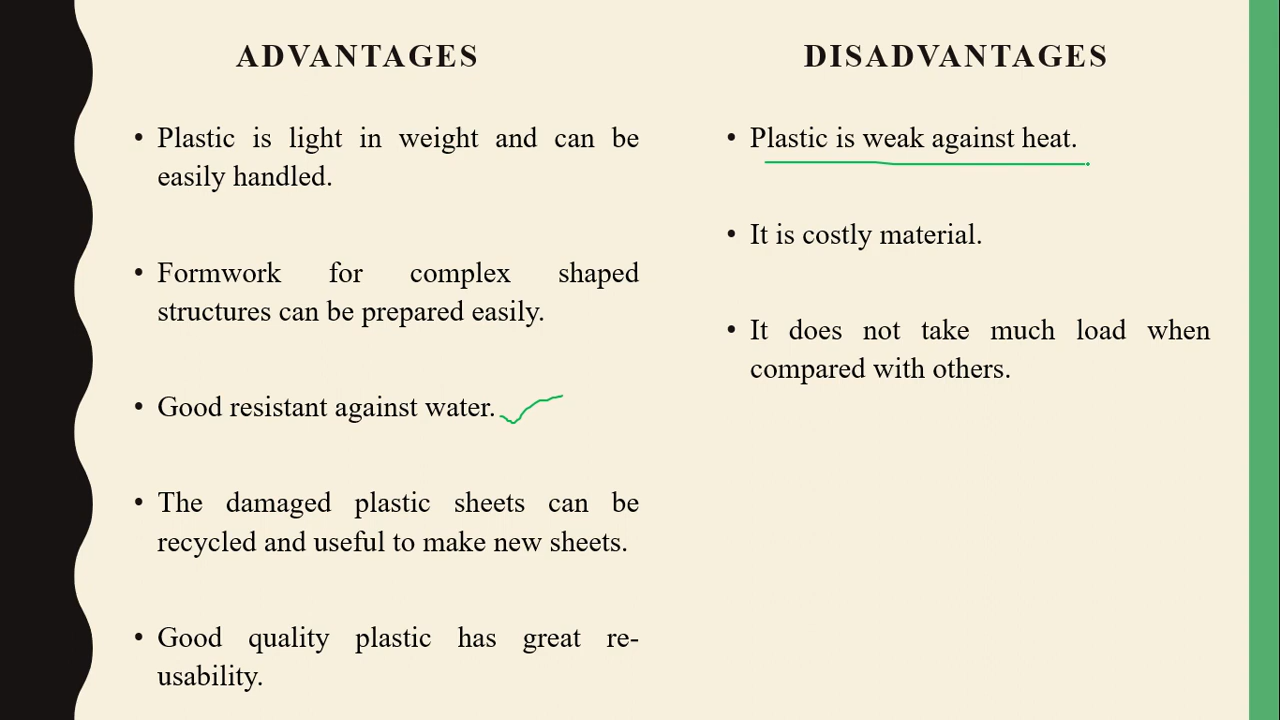 ADVANTAGES
• Plastic is light in weight and can be
easily handled.
• Formwork for complex shaped
structures can be prepared easily.
• Good resistant against water.
• The damaged plastic sheets can be
recycled and useful to make new sheets.
• Good quality plastic has great re-
usability.
DISADVANTAGES
• Plastic is weak against heat.
• It is costly material.
• It does not take much load when
compared with others.